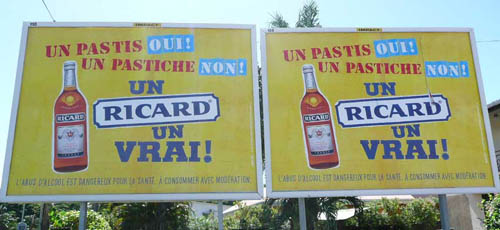 UN PASTIS OUI!
UN PASTICHE NON!
UN
RICARD
RICARD
UN
VRAI!
L'ABUS D'ALCOOL EST DANGEREUX POUR LA SANTÉ, À CONSOMMER AVEC MODÉRATION.
UN PASTIS OUI!
UN PASTICHE NON!
UN
RICARD
RICARD
UN
VRAI!
L'ABUS D'ALCOOL EST DANGEREUX POUR LA SANTÉ, À CONSOMMER AVEC MODÉRATION.